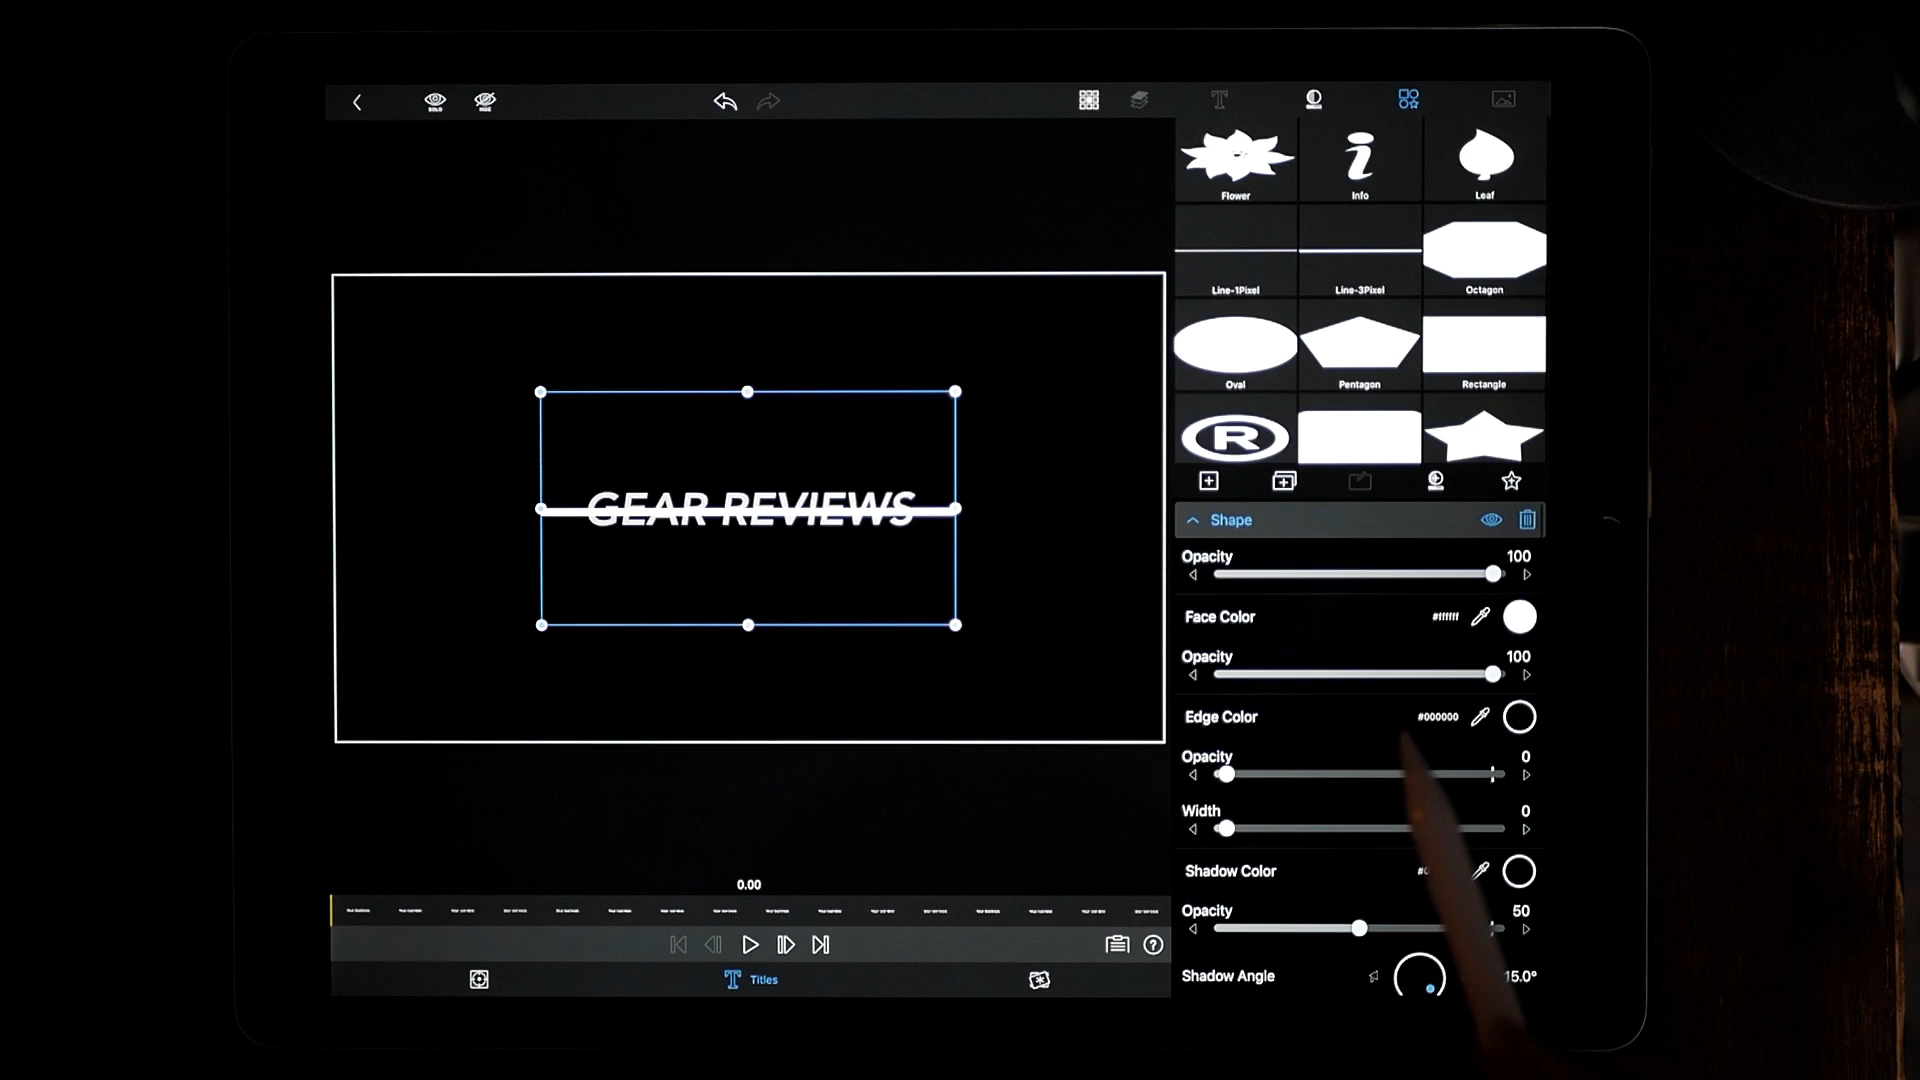 SOLO
HIDE
Flower
Info
Leaf
Line-1Pixel
Line-3Pixel
Octagon
Oval
Pentagon
Rectangle
R
GEAR REVIEWS
Shape
Opacity 100
Face Color #ffffff
Opacity 100
Edge Color #000000
Opacity 0
Width 0
Shadow Color
Opacity 50
Shadow Angle 15.0°
0.00
T Titles